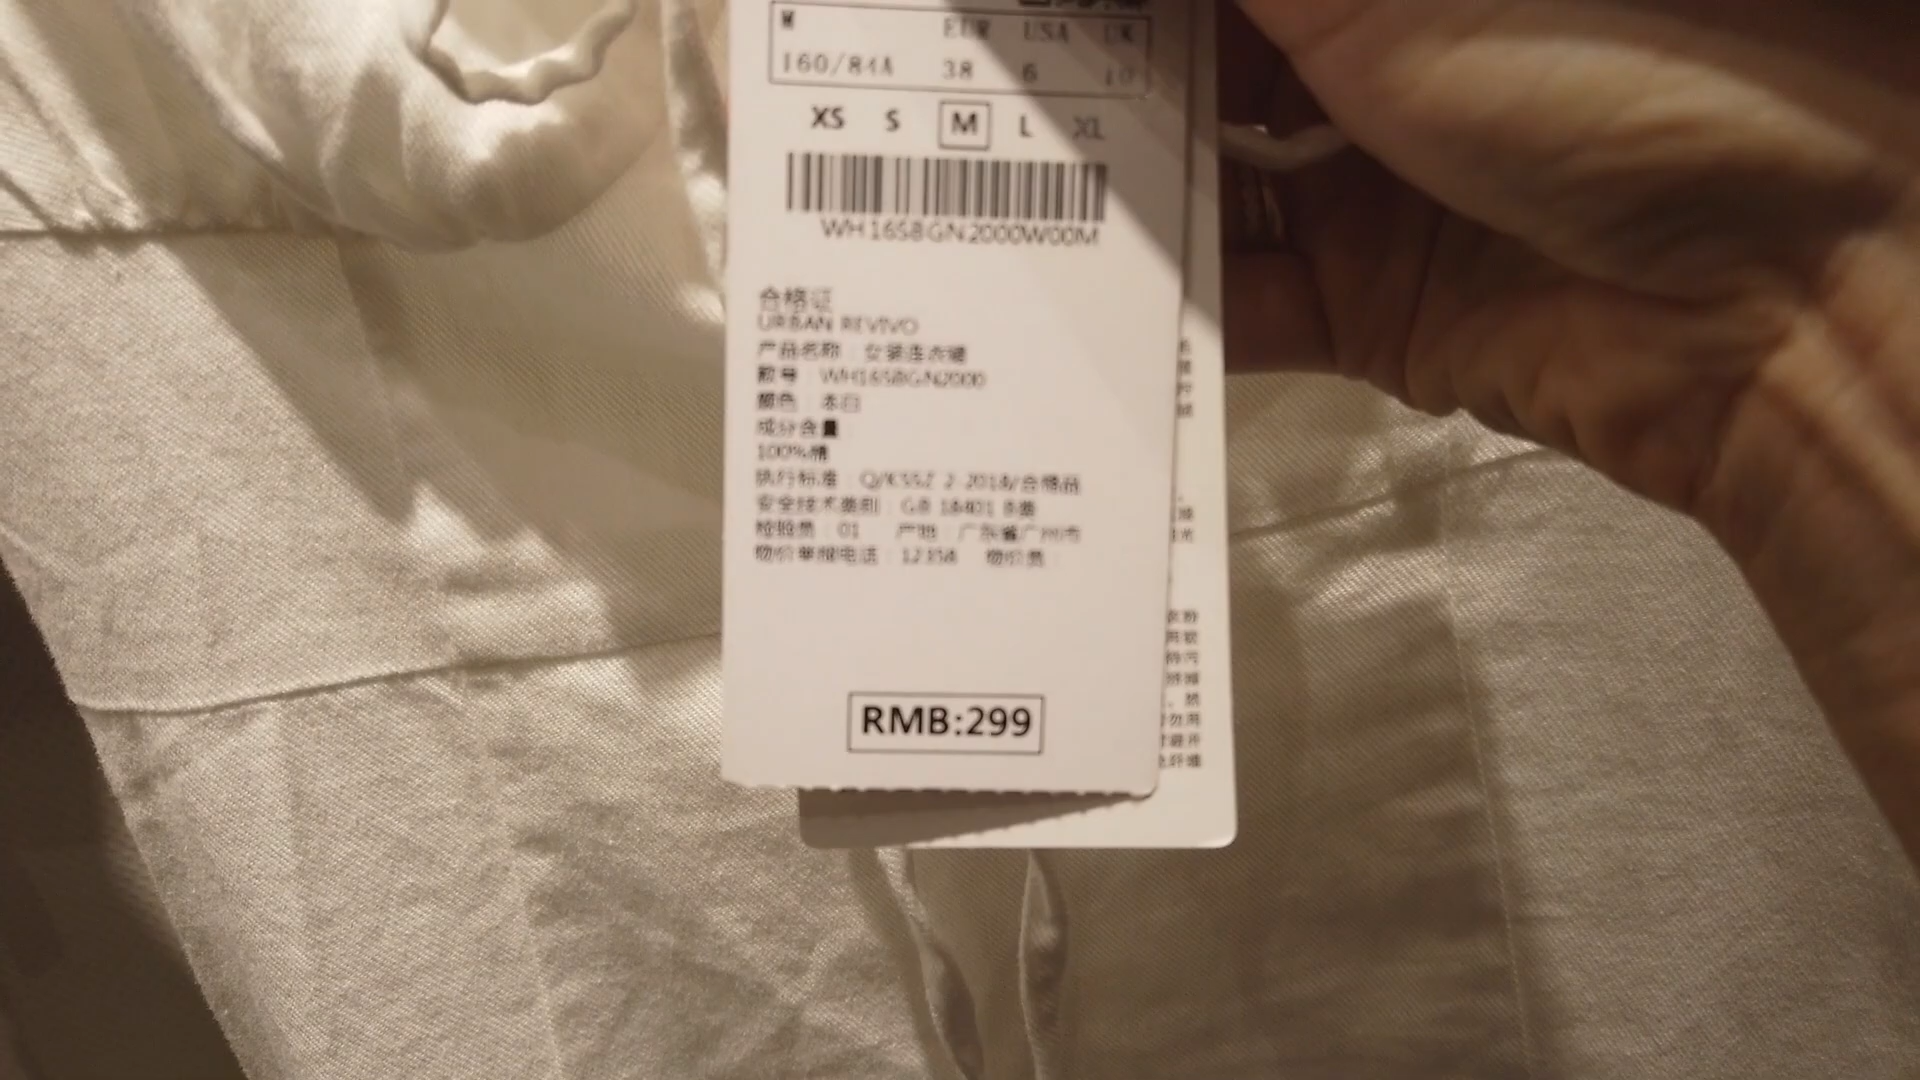 M EUR USA UK
160/84A 38 6 10
XS S M L XL
WH16S8GN2000W00M
合格证
URBAN REVIVO
产品名称：女装连衣裙
款号：WH16S8GN2000
颜色：本白
成分含量：
100%棉
执行标准：Q/KSSZ 2-2018/合格品
安全技术类别：GB 18401 B类
检验员：01 产地：广东省广州市
物价举报电话：12358 物价员：
RMB:299